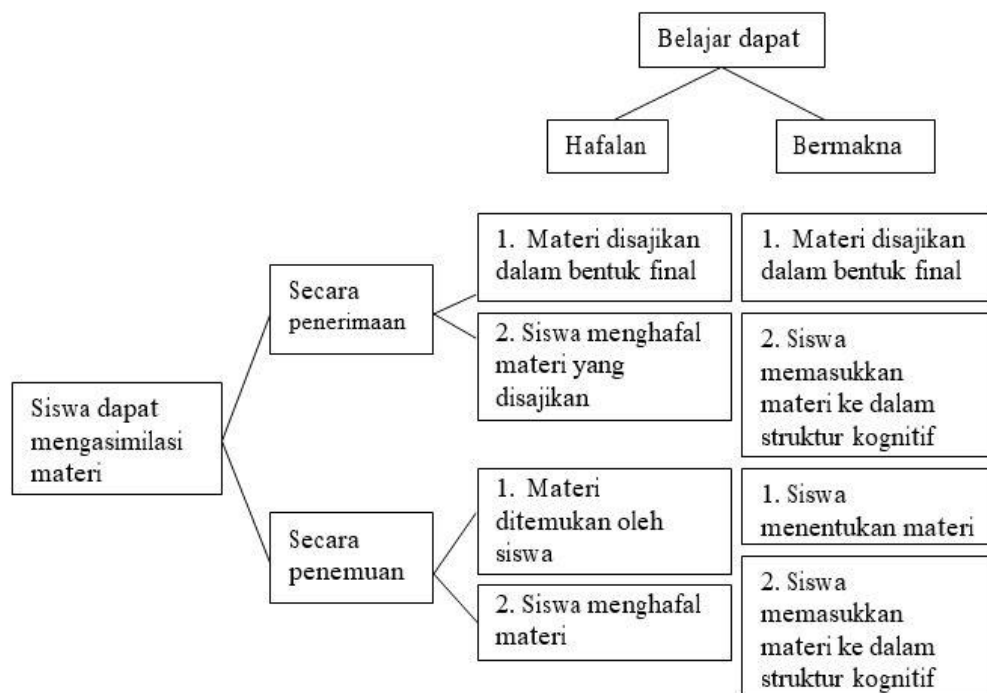 Belajar dapat
Hafalan
Bermakna
Siswa dapat
mengasimilasi
materi
Secara
penerimaan
1. Materi disajikan
dalam bentuk final
2. Siswa menghafal
materi yang
disajikan
1. Materi disajikan
dalam bentuk final
2. Siswa
memasukkan
materi ke dalam
struktur kognitif
Secara
penemuan
1. Materi
ditemukan oleh
siswa
2. Siswa menghafal
materi
1. Siswa
menentukan materi
2. Siswa
memasukkan
materi ke dalam
struktur kognitif